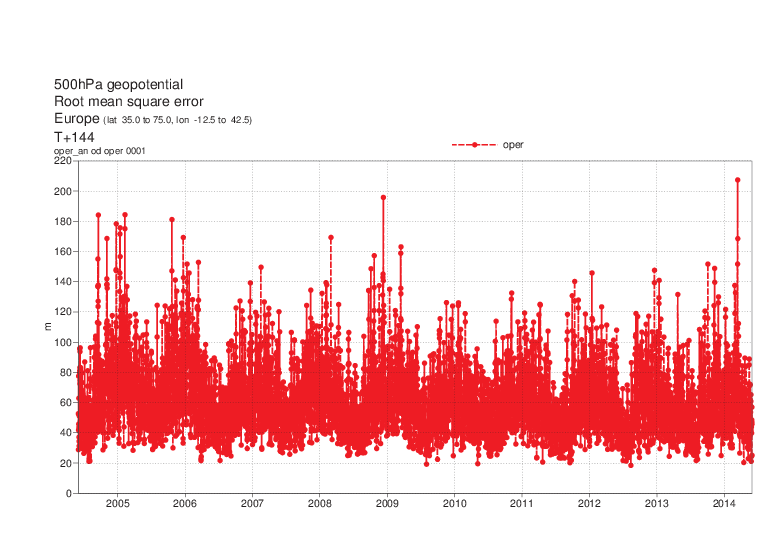 500hPa geopotential
Root mean square error
Europe (lat 35.0 to 75.0, lon -12.5 to 42.5)
T+144
oper_an od oper 0001
oper
220
200
180
160
140
120
100
80
60
40
20
0
m
2005 2006 2007 2008 2009 2010 2011 2012 2013 2014